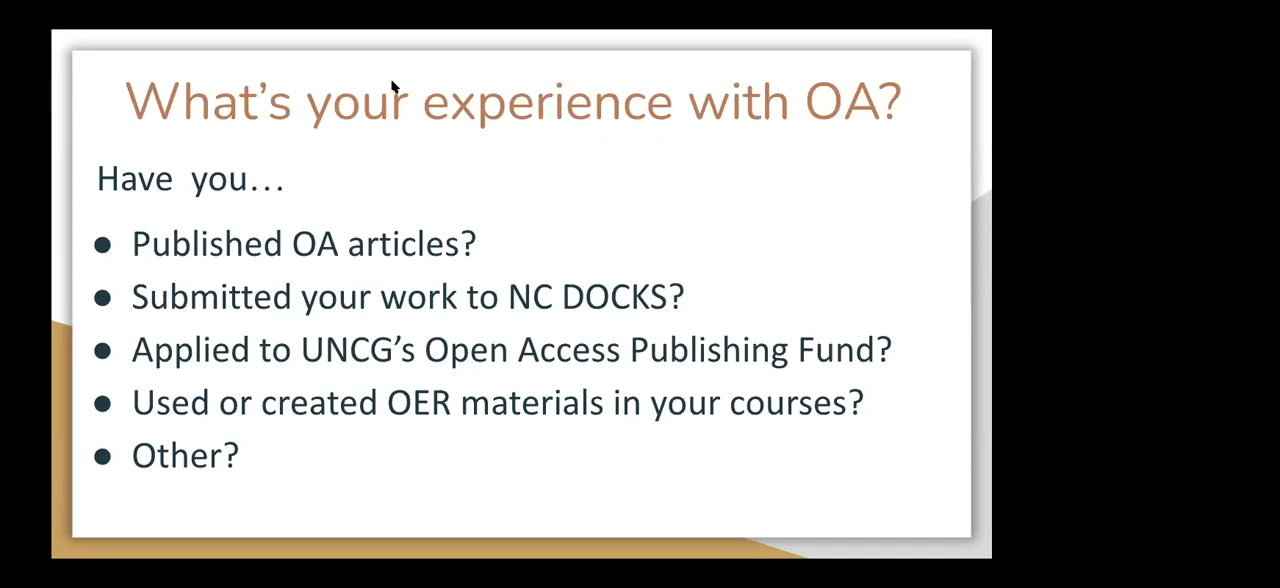 What's your experience with OA?
Have you...
● Published OA articles?
● Submitted your work to NC DOCKS?
● Applied to UNCG's Open Access Publishing Fund?
● Used or created OER materials in your courses?
● Other?